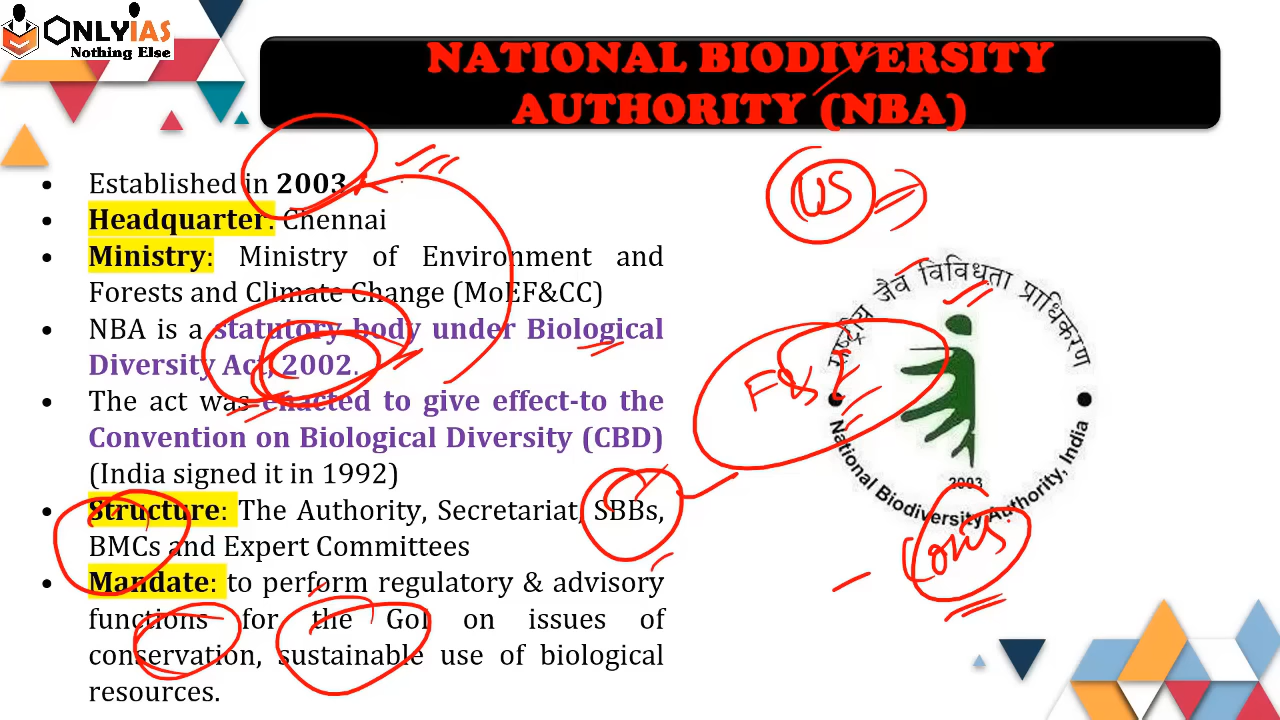 ONLYIAS
Nothing Else
NATIONAL BIODIVERSITY
AUTHORITY (NBA)
• Established in 2003
• Headquarter: Chennai
• Ministry: Ministry of Environment and
Forests and Climate Change (MoEF&CC)
• NBA is a statutory body under Biological
Diversity Act, 2002.
• The act was enacted to give effect-to the
Convention on Biological Diversity (CBD)
(India signed it in 1992)
• Structure: The Authority, Secretariat, SBBs,
BMCs and Expert Committees
• Mandate: to perform regulatory & advisory
functions for the GoI on issues of
conservation, sustainable use of biological
resources.
US
F&E
राष्ट्रीय जैव विविधता प्राधिकरण
2003
National Biodiversity Authority, India
Cons.